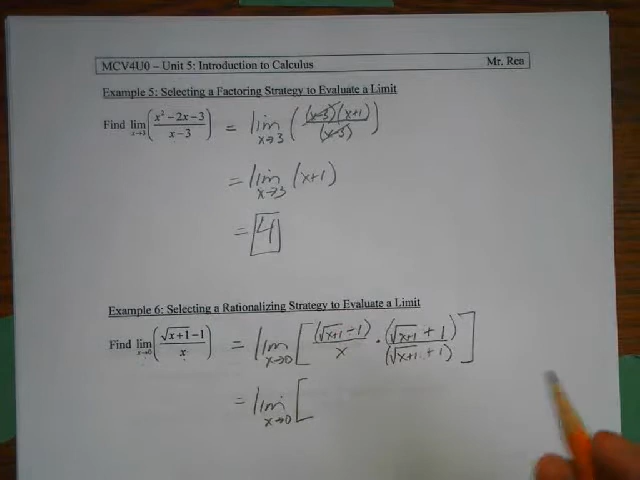 MCV4U0 – Unit 5: Introduction to Calculus Mr. Rea
Example 5: Selecting a Factoring Strategy to Evaluate a Limit
Find lim x→3 ((x² − 2x − 3)/(x − 3)) = lim x→3 ((x−3)(x+1)/(x−3))
= lim x→3 (x+1)
= 4
Example 6: Selecting a Rationalizing Strategy to Evaluate a Limit
Find lim x→0 ((√(x+1) − 1)/x) = lim x→0 [(√(x+1) − 1)/x · (√(x+1) + 1)/(√(x+1) + 1)]
= lim x→0 [